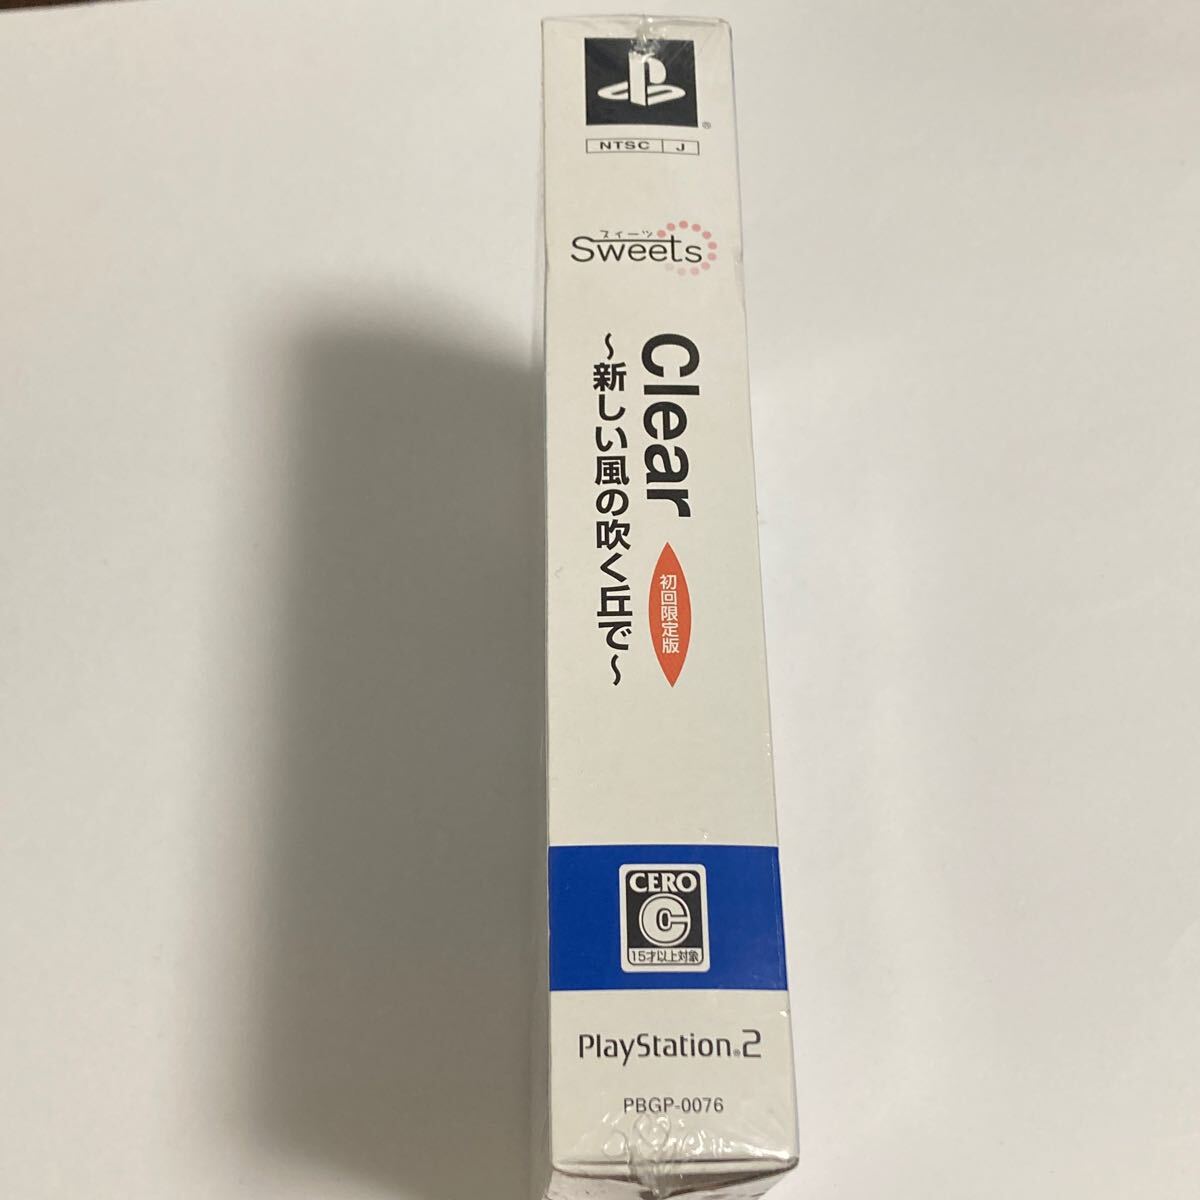 ®
NTSC J
スィーツ
Sweets
Clear
～新しい風の吹く丘で～
初回限定版
CERO
C
15才以上対象
PlayStation®2
PBGP-0076